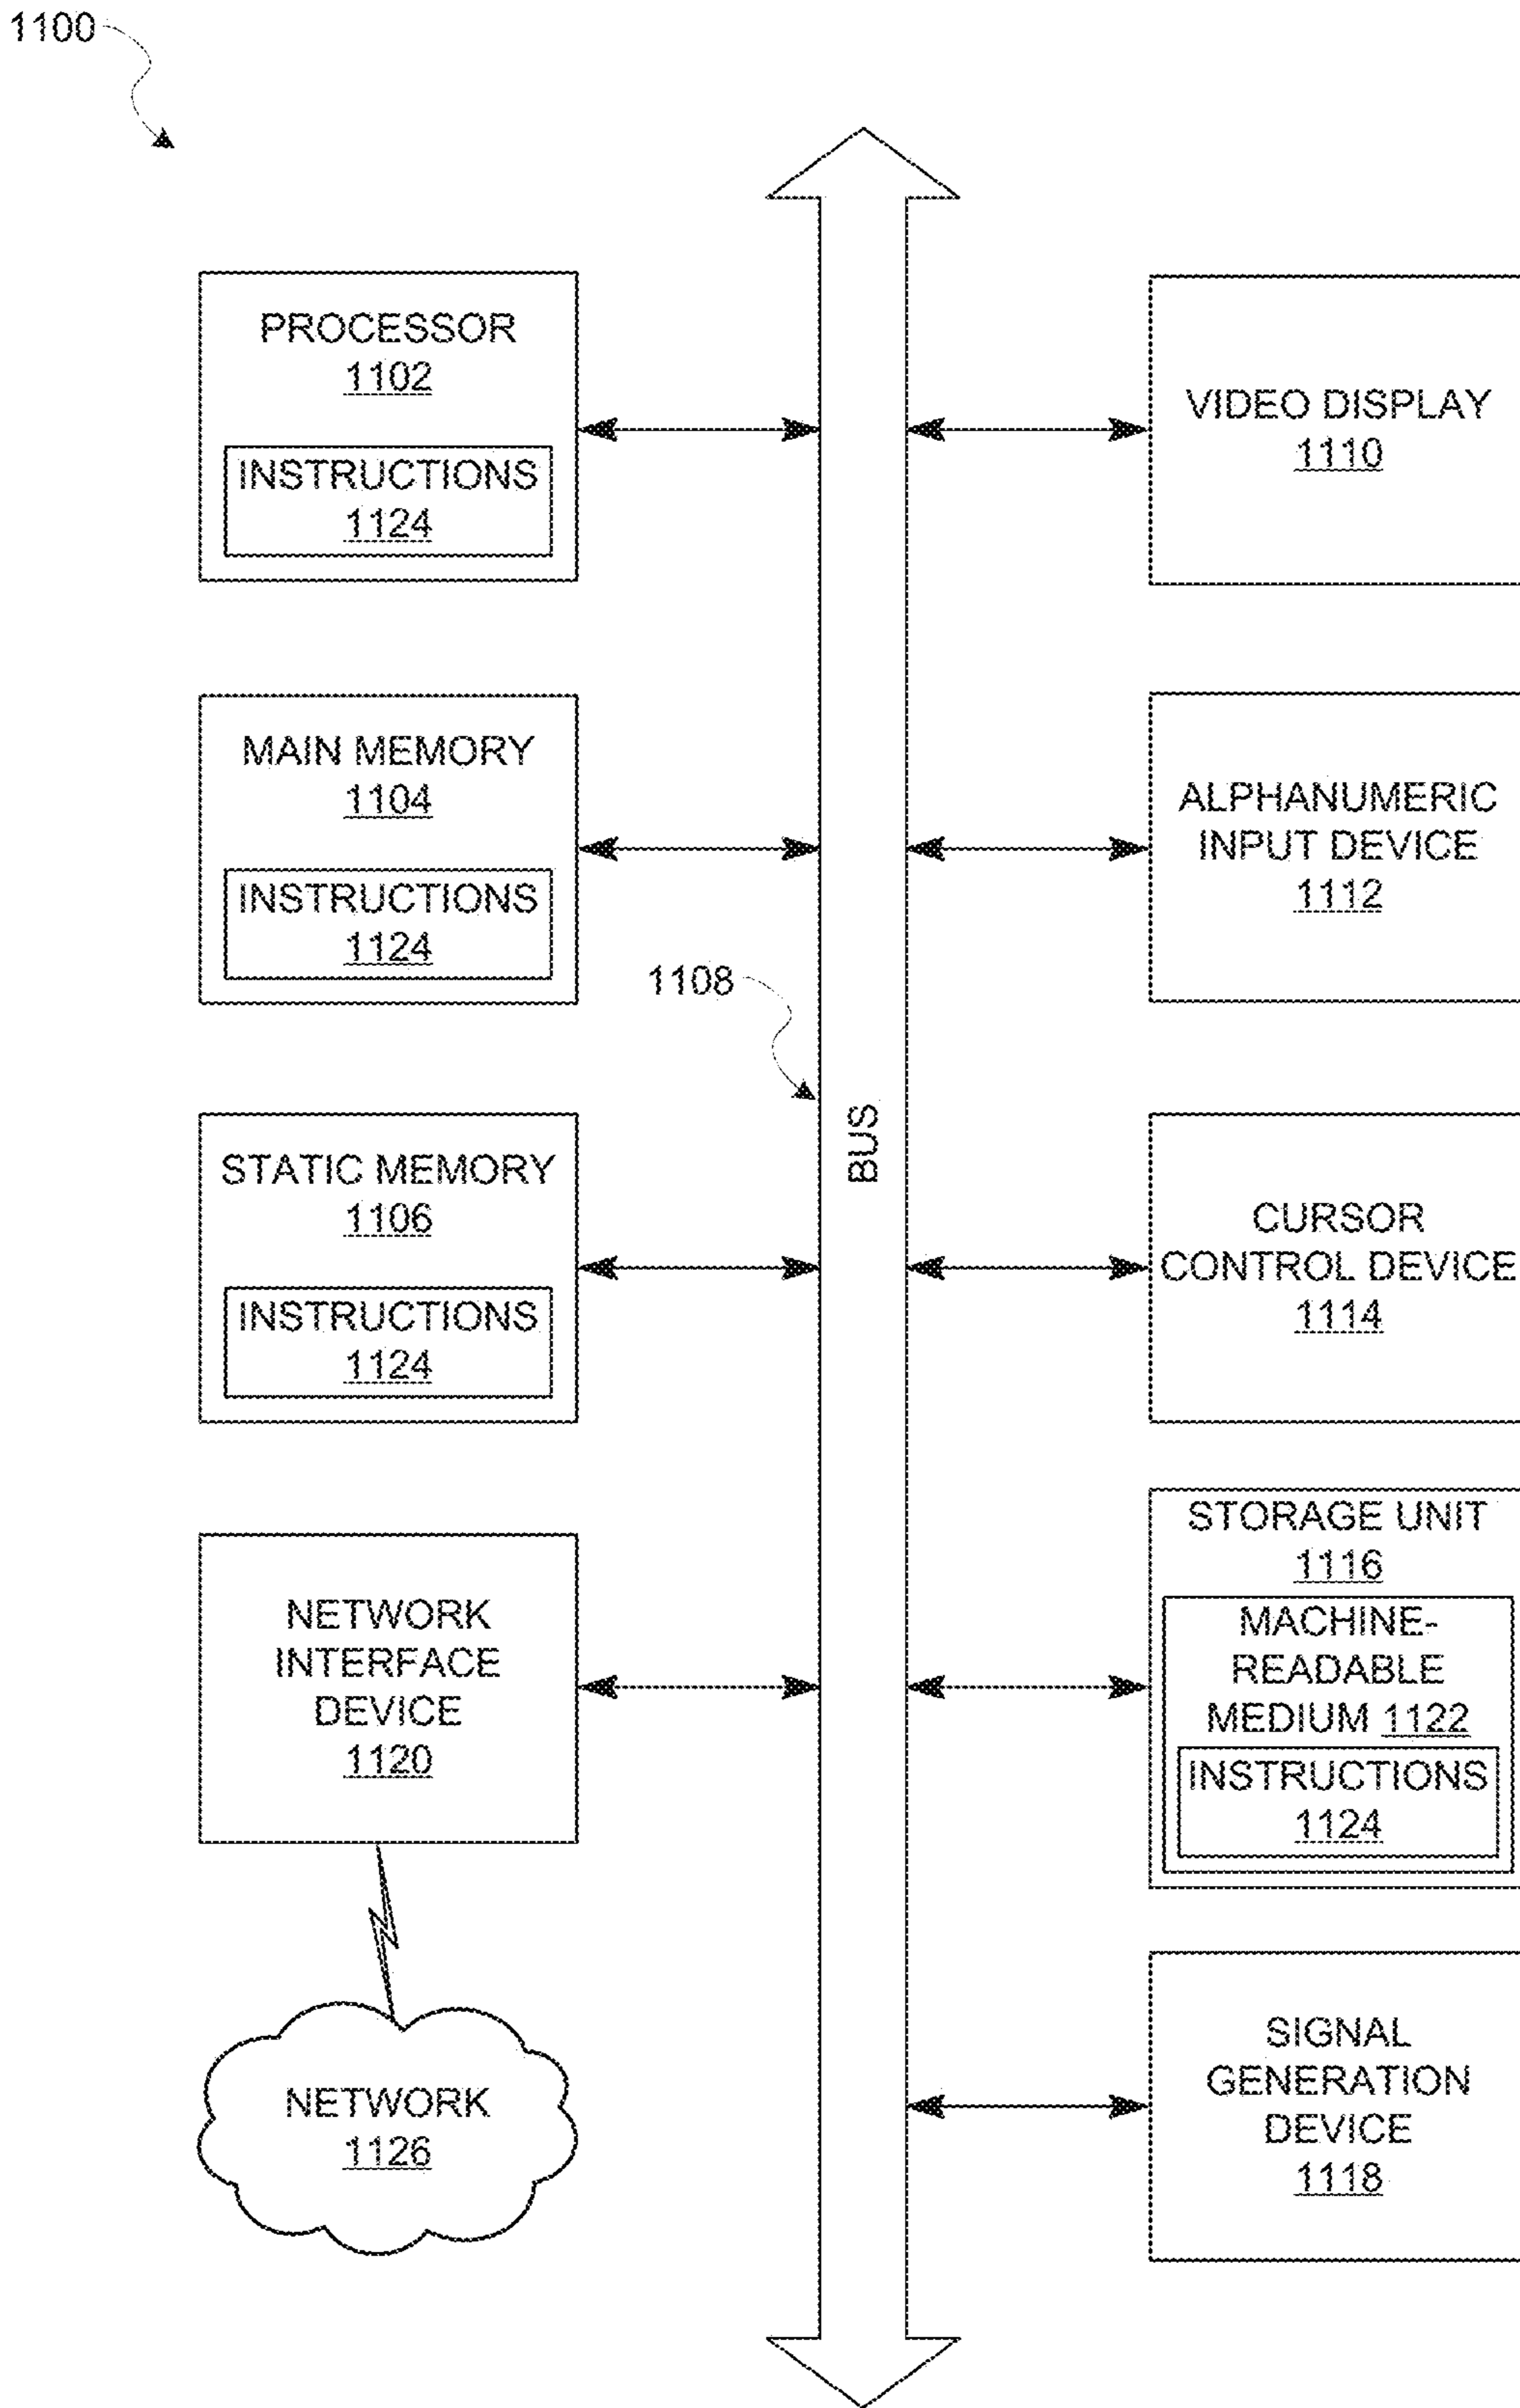 1100
PROCESSOR
1102
INSTRUCTIONS
1124
MAIN MEMORY
1104
INSTRUCTIONS
1124
STATIC MEMORY
1106
INSTRUCTIONS
1124
NETWORK
INTERFACE
DEVICE
1120
NETWORK
1126
1108
BUS
VIDEO DISPLAY
1110
ALPHANUMERIC
INPUT DEVICE
1112
CURSOR
CONTROL DEVICE
1114
STORAGE UNIT
1116
MACHINE-
READABLE
MEDIUM 1122
INSTRUCTIONS
1124
SIGNAL
GENERATION
DEVICE
1118